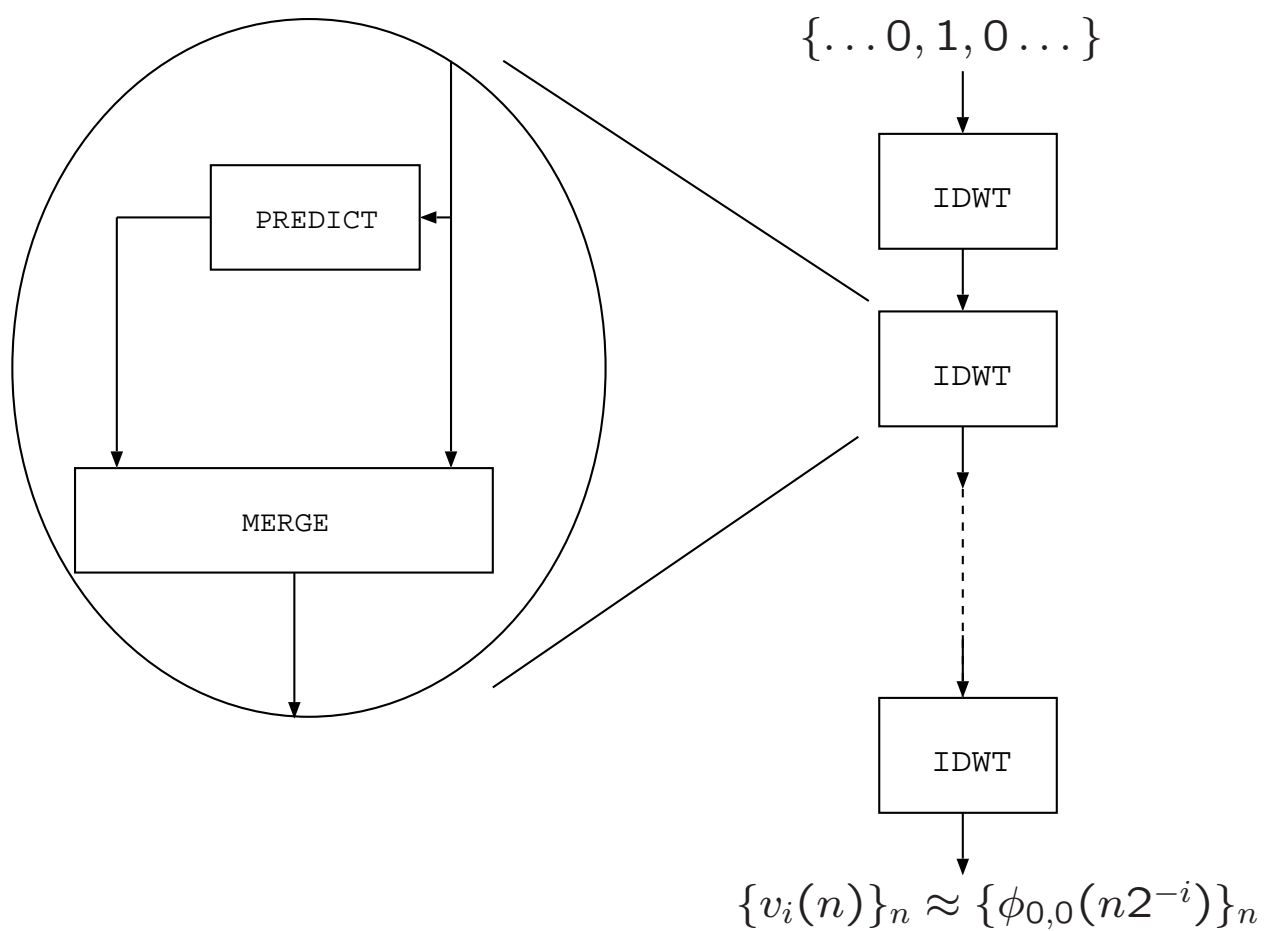 {...0, 1, 0...}
IDWT
PREDICT
IDWT
MERGE
IDWT
{v_i(n)}_n ≈ {ϕ_{0,0}(n2^{-i})}_n